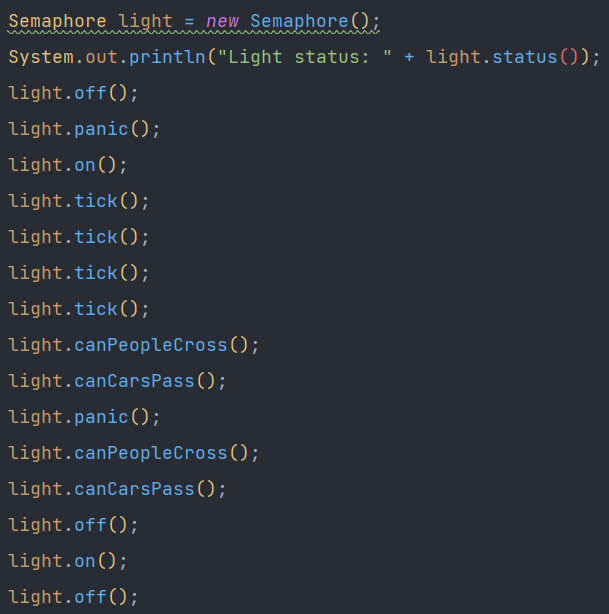 Semaphore light = new Semaphore();
System.out.println("Light status: " + light.status());
light.off();
light.panic();
light.on();
light.tick();
light.tick();
light.tick();
light.tick();
light.canPeopleCross();
light.canCarsPass();
light.panic();
light.canPeopleCross();
light.canCarsPass();
light.off();
light.on();
light.off();